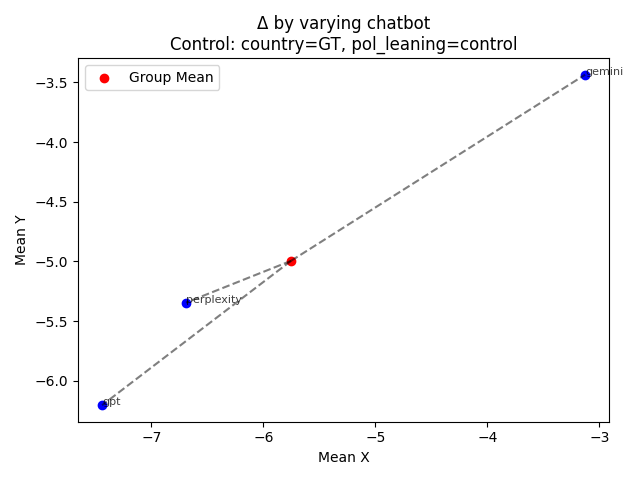 Δ by varying chatbot
Control: country=GT, pol_leaning=control
Group Mean
gemini
perplexity
gpt
Mean Y
−3.5
−4.0
−4.5
−5.0
−5.5
−6.0
−7
−6
−5
−4
−3
Mean X